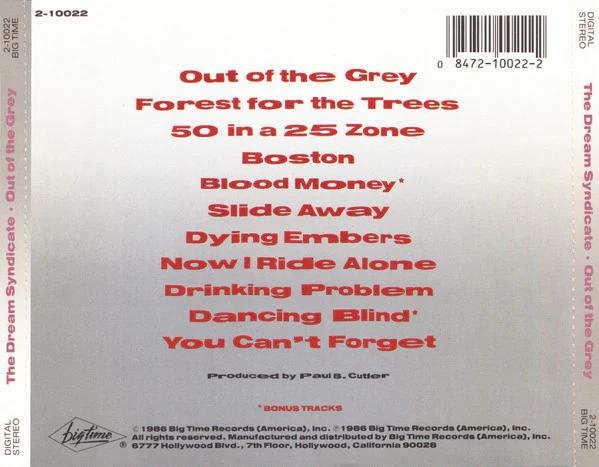 2-10022
BIG TIME
The Dream Syndicate • Out of the Grey
DIGITAL
STEREO
2-10022
0 8472-10022-2
Out of the Grey
Forest for the Trees
50 in a 25 Zone
Boston
Blood Money*
Slide Away
Dying Embers
Now I Ride Alone
Drinking Problem
Dancing Blind*
You Can't Forget
Produced by Paul B. Cutler
* BONUS TRACKS
bigtime
© 1986 Big Time Records (America), Inc. ℗ 1986 Big Time Records (America), Inc.
All rights reserved. Manufactured and distributed by Big Time Records (America), Inc.
6777 Hollywood Blvd., 7th Floor, Hollywood, California 90028
DIGITAL
STEREO
The Dream Syndicate • Out of the Grey
2-10022
BIG TIME